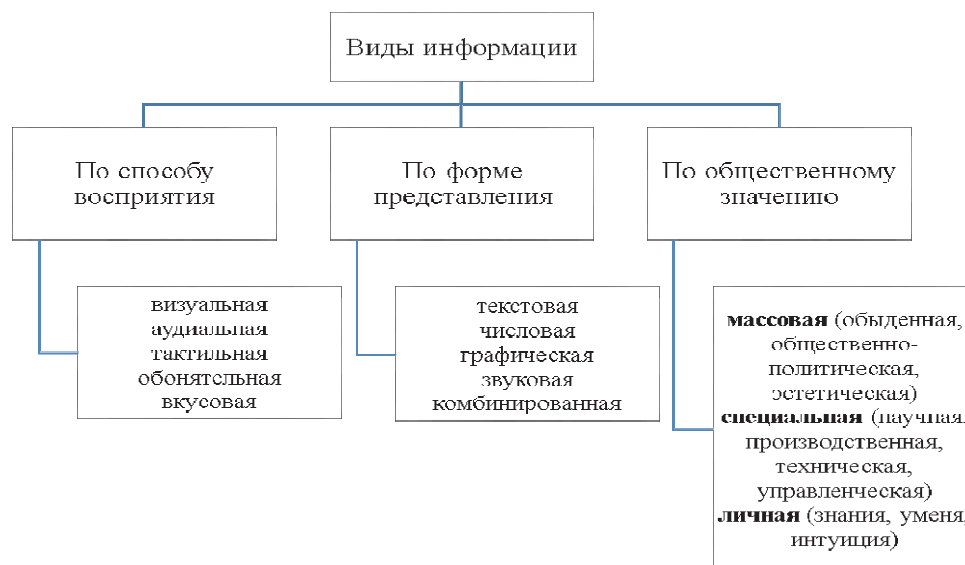 Виды информации
По способу
восприятия
По форме
представления
По общественному
значению
визуальная
аудиальная
тактильная
обонятельная
вкусовая
текстовая
числовая
графическая
звуковая
комбинированная
массовая (обыденная,
общественно-
политическая,
эстетическая)
специальная (научная,
производственная,
техническая,
управленческая)
личная (знания, уменя,
интуиция)